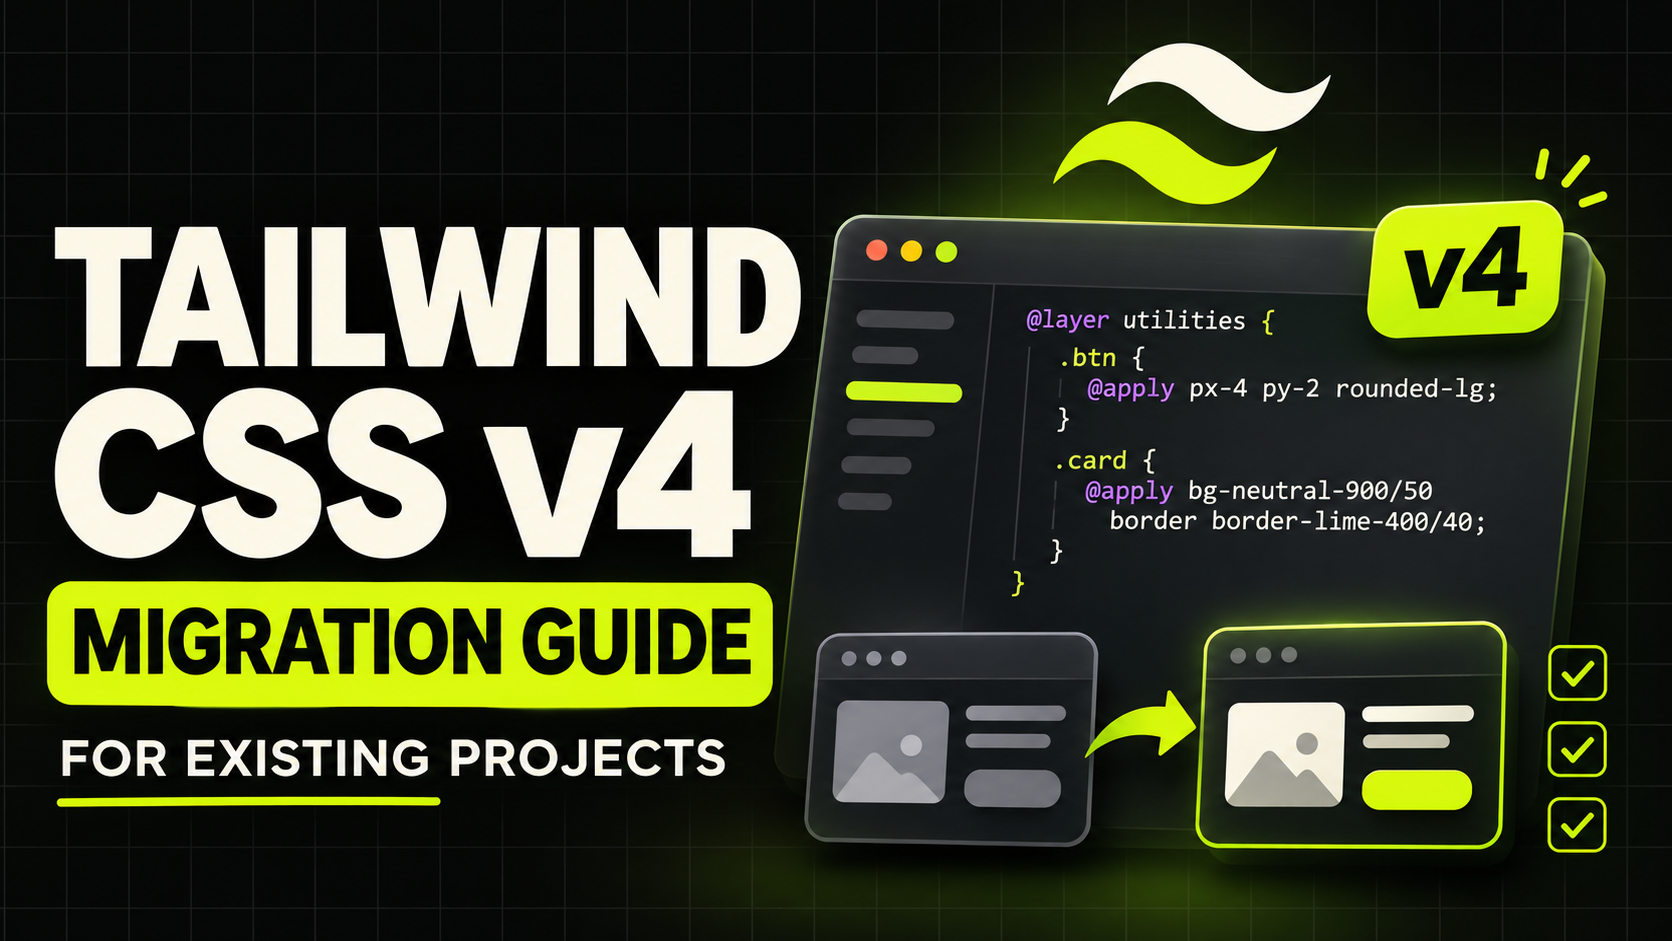 TAILWIND
CSS v4
MIGRATION GUIDE
FOR EXISTING PROJECTS
v4
@layer utilities {
.btn {
@apply px-4 py-2 rounded-lg;
}
.card {
@apply bg-neutral-900/50
border border-lime-400/40;
}
}